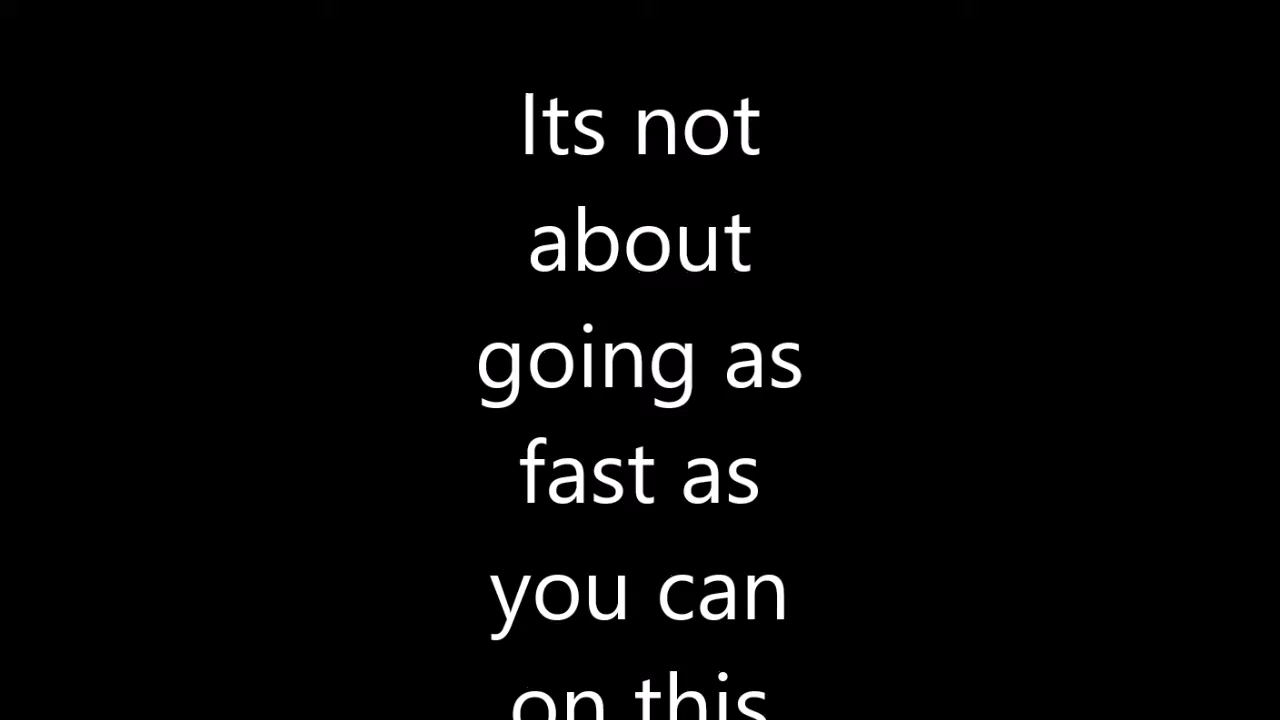 Its not
about
going as
fast as
you can
on this